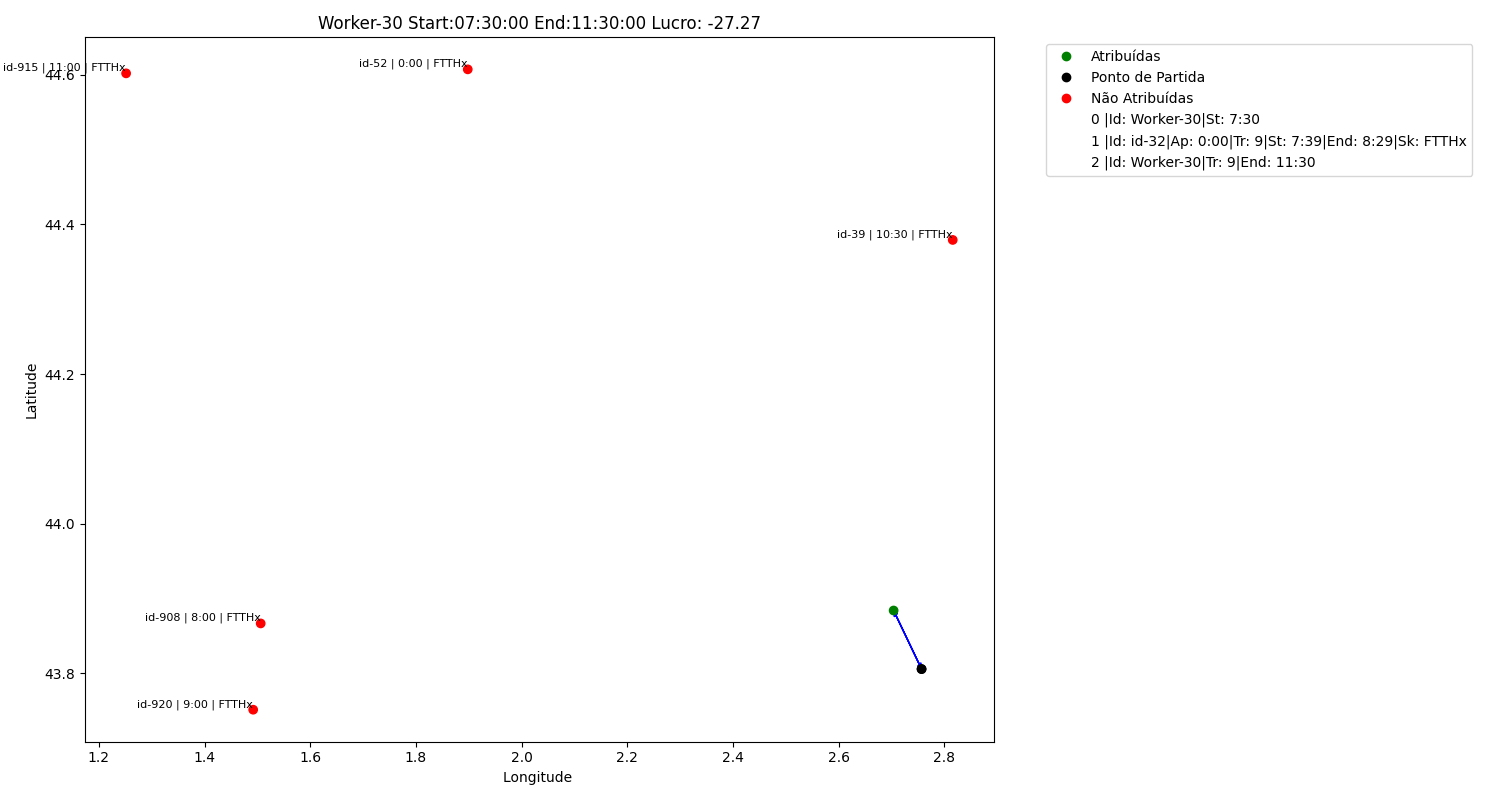 Worker-30 Start:07:30:00 End:11:30:00 Lucro: -27.27
id-915 | 11:00 | FTTHx
id-52 | 0:00 | FTTHx
id-39 | 10:30 | FTTHx
id-908 | 8:00 | FTTHx
id-920 | 9:00 | FTTHx
44.6
44.4
44.2
44.0
43.8
Latitude
1.2 1.4 1.6 1.8 2.0 2.2 2.4 2.6 2.8
Longitude
Atribuídas
Ponto de Partida
Não Atribuídas
0 |Id: Worker-30|St: 7:30
1 |Id: id-32|Ap: 0:00|Tr: 9|St: 7:39|End: 8:29|Sk: FTTHx
2 |Id: Worker-30|Tr: 9|End: 11:30